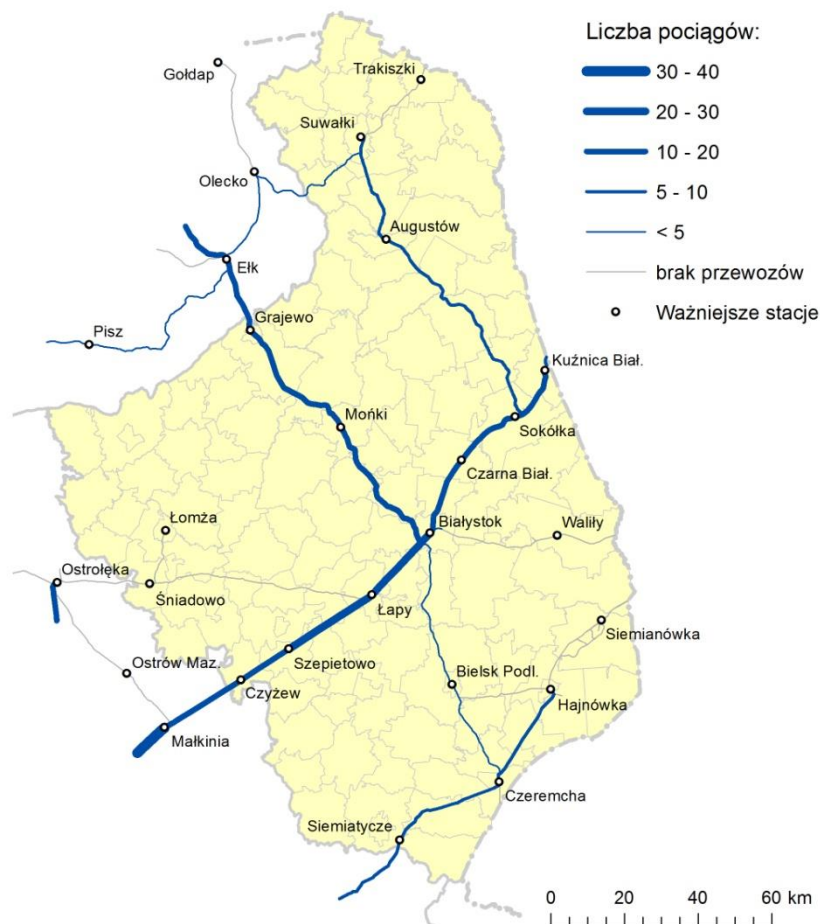 Liczba pociągów:
30 - 40
20 - 30
10 - 20
5 - 10
< 5
brak przewozów
Ważniejsze stacje
Gołdap
Trakiszki
Suwałki
Olecko
Augustów
Ełk
Grajewo
Pisz
Kuźnica Biał.
Mońki
Sokółka
Czarna Biał.
Łomża
Białystok
Waliły
Ostrołęka
Śniadowo
Łapy
Siemianówka
Ostrów Maz.
Szepietowo
Bielsk Podl.
Czyżew
Hajnówka
Małkinia
Czeremcha
Siemiatycze
0 20 40 60 km